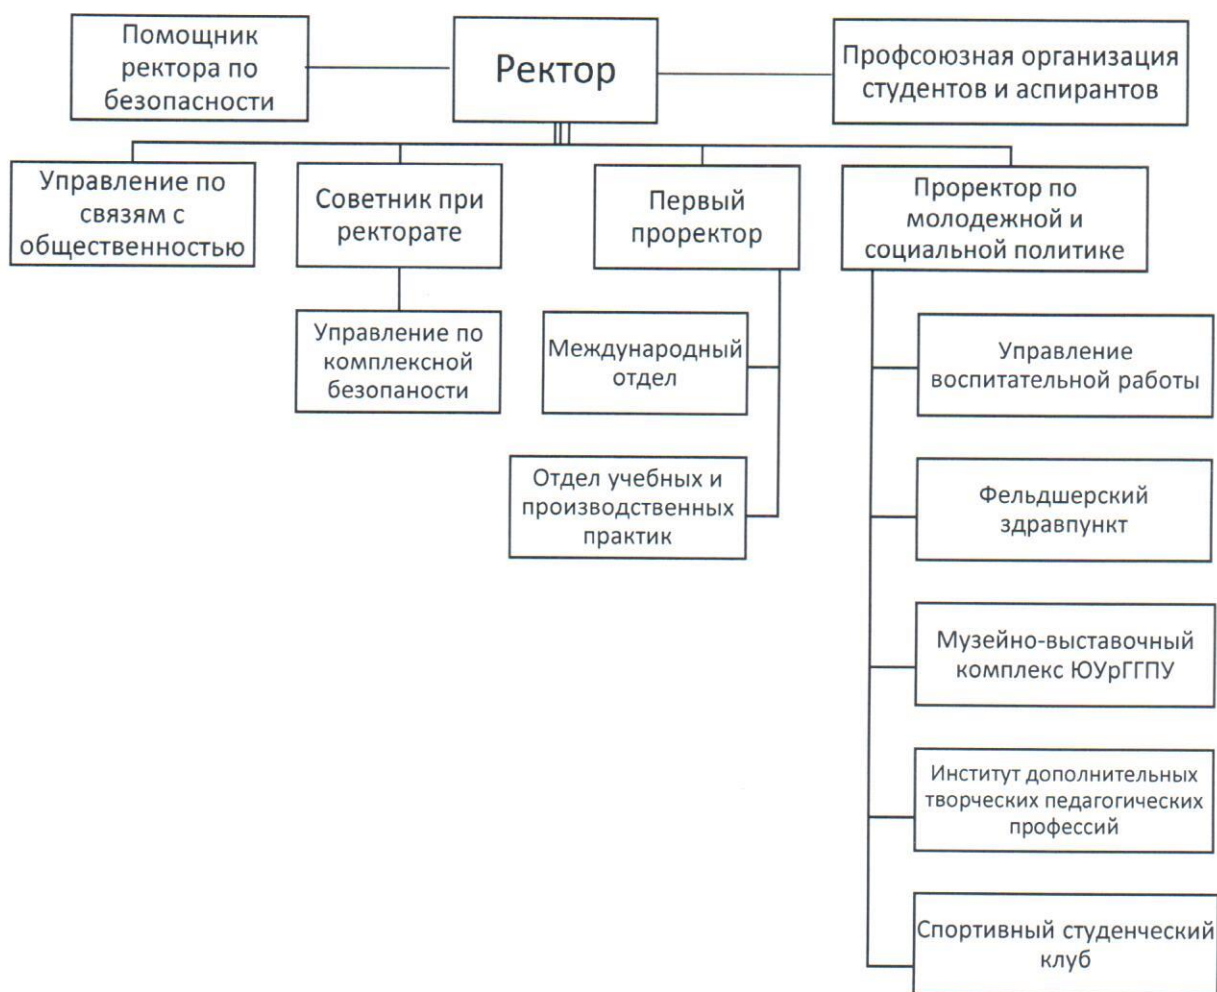 Помощник
ректора по
безопасности
Ректор
Профсоюзная организация
студентов и аспирантов
Управление по
связям с
общественностью
Советник при
ректорате
Первый
проректор
Проректор по
молодежной и
социальной политике
Управление по
комплексной
безопаности
Международный
отдел
Отдел учебных и
производственных
практик
Управление
воспитательной работы
Фельдшерский
здравпункт
Музейно-выставочный
комплекс ЮУрГГПУ
Институт дополнительных
творческих педагогических
профессий
Спортивный студенческий
клуб